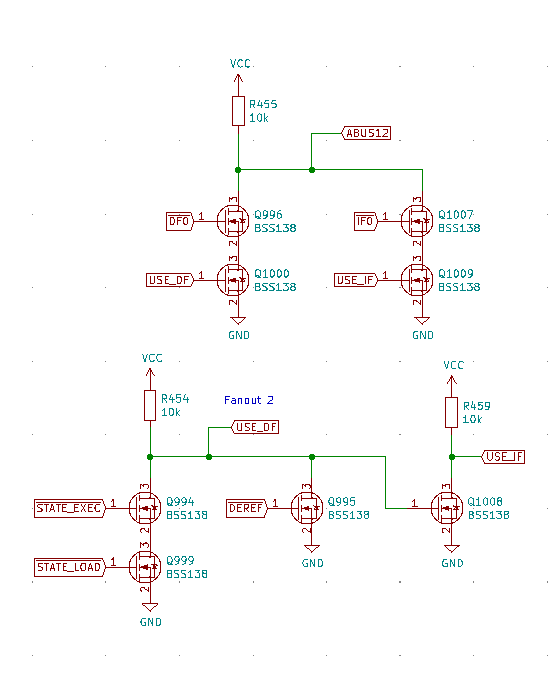 VCC
R455
10k
ABUS12
3
3
DF0
1
Q996
BSS138
IF0
1
Q1007
BSS138
2
2
3
3
USE_DF
1
Q1000
BSS138
USE_IF
1
Q1009
BSS138
2
2
GND
GND
VCC
VCC
R454
10k
Fanout 2
R459
10k
USE_DF
USE_IF
3
3
3
STATE_EXEC
1
Q994
BSS138
DEREF
1
Q995
BSS138
1
Q1008
BSS138
2
2
2
3
STATE_LOAD
1
Q999
BSS138
GND
GND
2
GND